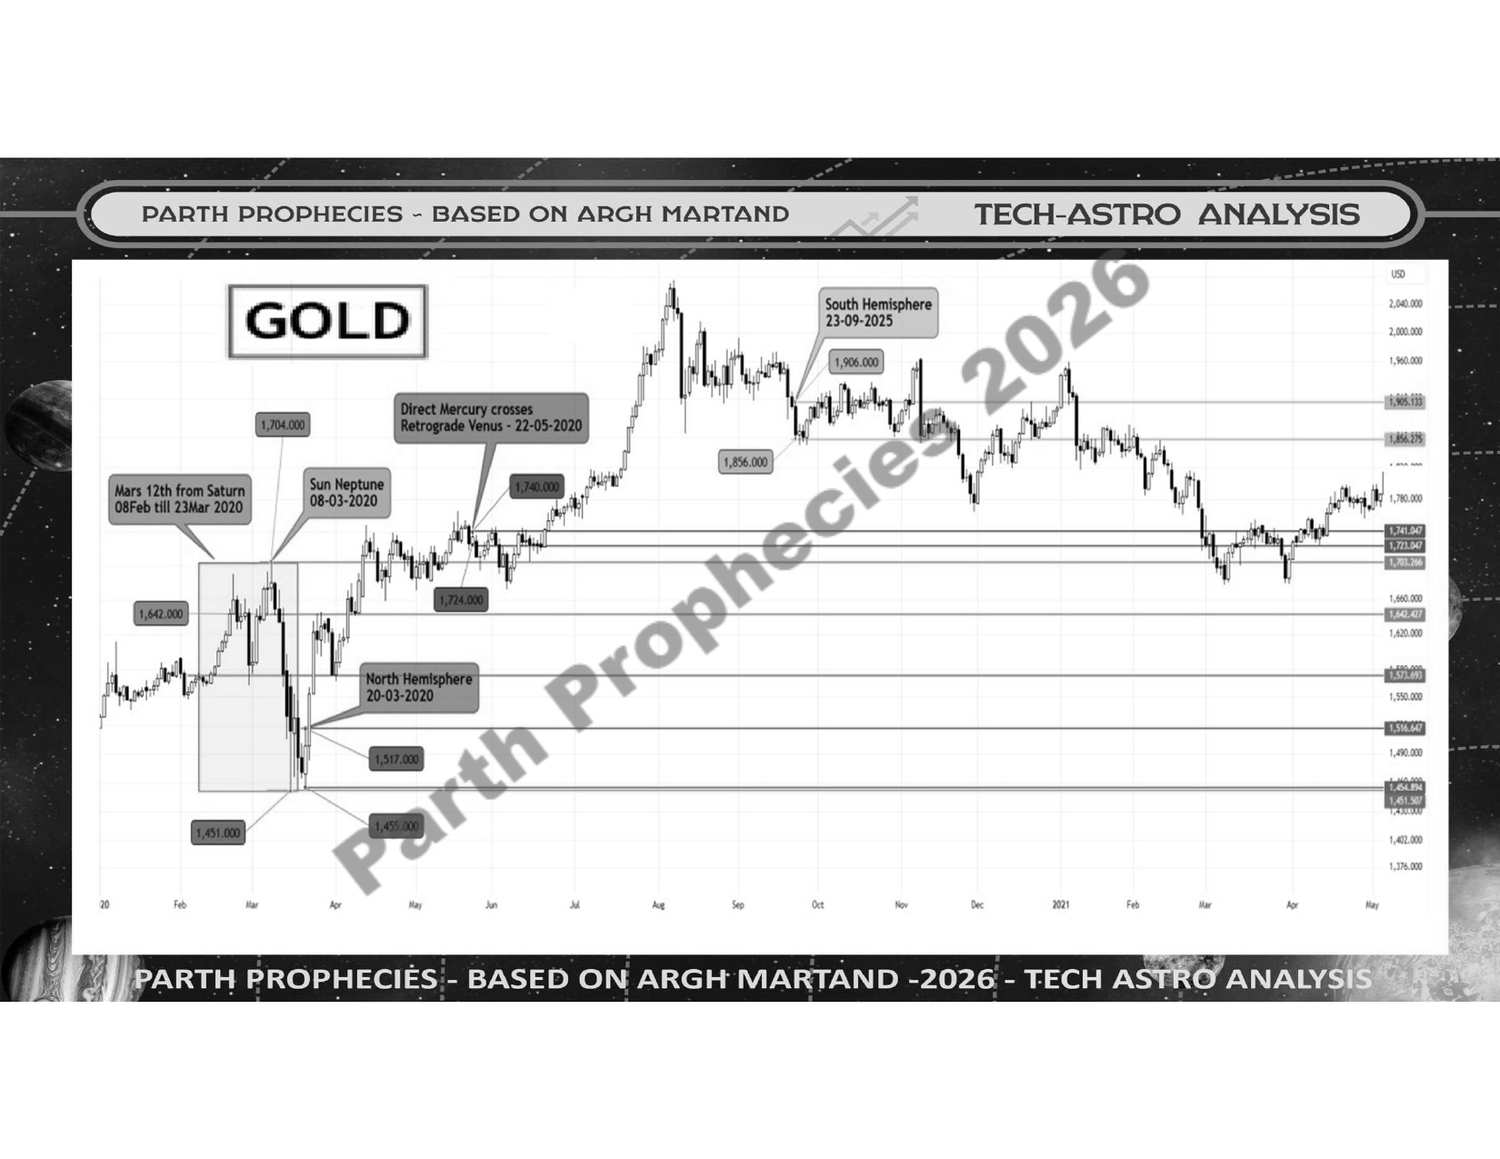 PARTH PROPHECIES ~ BASED ON ARGH MARTAND
TECH-ASTRO ANALYSIS
GOLD
USD
South Hemisphere
23-09-2025
1,906.000
1,856.000
Direct Mercury crosses
Retrograde Venus - 22-05-2020
1,740.000
1,724.000
1,704.000
Sun Neptune
08-03-2020
Mars 12th from Saturn
08Feb till 23Mar 2020
1,642.000
North Hemisphere
20-03-2020
1,517.000
1,455.000
1,451.000
2,040.000
2,000.000
1,960.000
1,905.133
1,856.275
1,780.000
1,741.047
1,723.047
1,703.266
1,660.000
1,642.427
1,620.000
1,573.693
1,550.000
1,516.647
1,490.000
1,454.894
1,451.507
1,402.000
1,376.000
20 Feb Mar Apr May Jun Jul Aug Sep Oct Nov Dec 2021 Feb Mar Apr May
Parth Prophecies 2026
PARTH PROPHECIES - BASED ON ARGH MARTAND -2026 - TECH ASTRO ANALYSIS